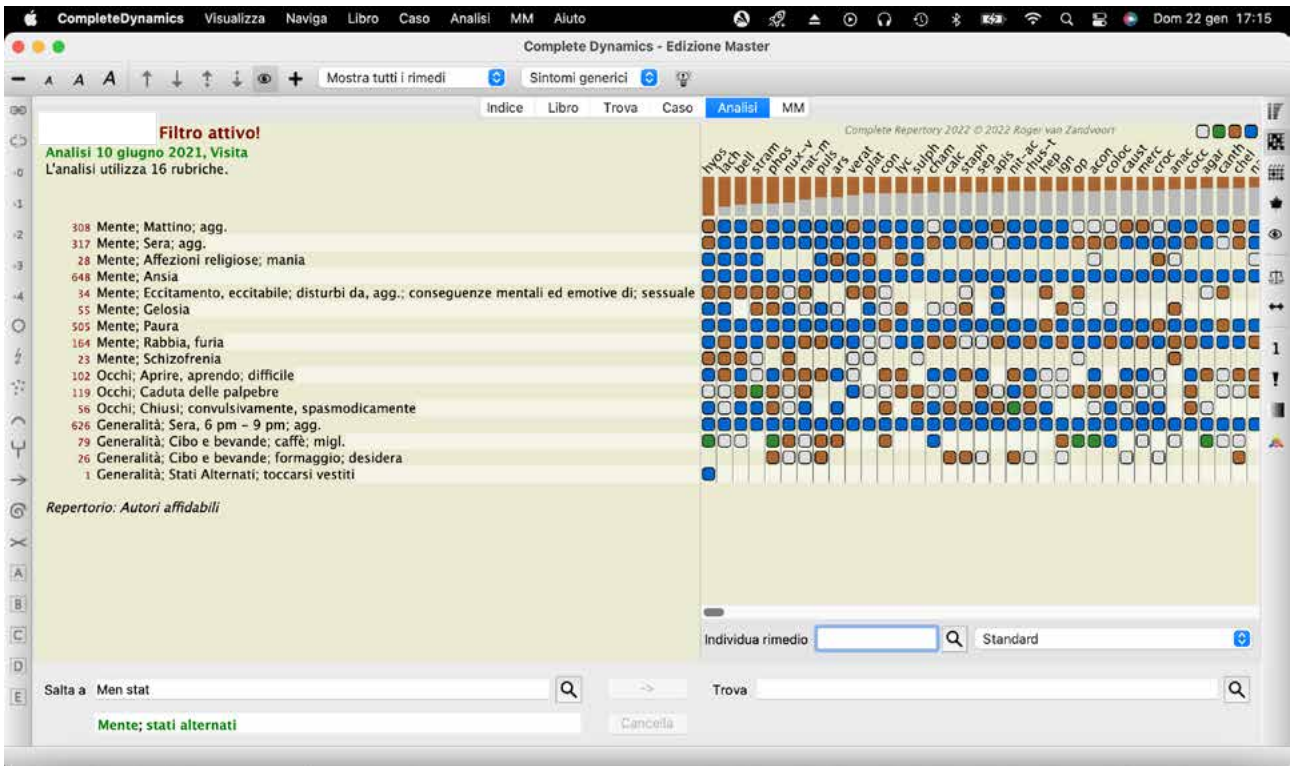 CompleteDynamics Visualizza Naviga Libro Caso Analisi MM Aiuto Dom 22 gen 17:15
Complete Dynamics - Edizione Master
A A A Mostra tutti i rimedi Sintomi generici
Indice Libro Trova Caso Analisi MM
Filtro attivo!
Analisi 10 giugno 2021, Visita
L'analisi utilizza 16 rubriche.
Complete Repertory 2022 © 2022 Roger van Zandvoort
hyos lach bell stram phos nux-v nat-m puls ars verat plat con lyc sulph cham calc staph sep apis nit-ac rhus-t hep ign op acon coloc caust merc croc anac cocc agar canth chel
308 Mente; Mattino; agg.
317 Mente; Sera; agg.
28 Mente; Affezioni religiose; mania
648 Mente; Ansia
34 Mente; Eccitamento, eccitabile; disturbi da, agg.; conseguenze mentali ed emotive di; sessuale
55 Mente; Gelosia
505 Mente; Paura
164 Mente; Rabbia, furia
23 Mente; Schizofrenia
102 Occhi; Aprire, aprendo; difficile
119 Occhi; Caduta delle palpebre
56 Occhi; Chiusi; convulsivamente, spasmodicamente
626 Generalità; Sera, 6 pm - 9 pm; agg.
79 Generalità; Cibo e bevande; caffè; migl.
26 Generalità; Cibo e bevande; formaggio; desidera
1 Generalità; Stati Alternati; toccarsi vestiti
Repertorio: Autori affidabili
A
B
C
D
E
1
!
Individua rimedio Standard
Salta a Men stat -> Trova
Mente; stati alternati Cancella